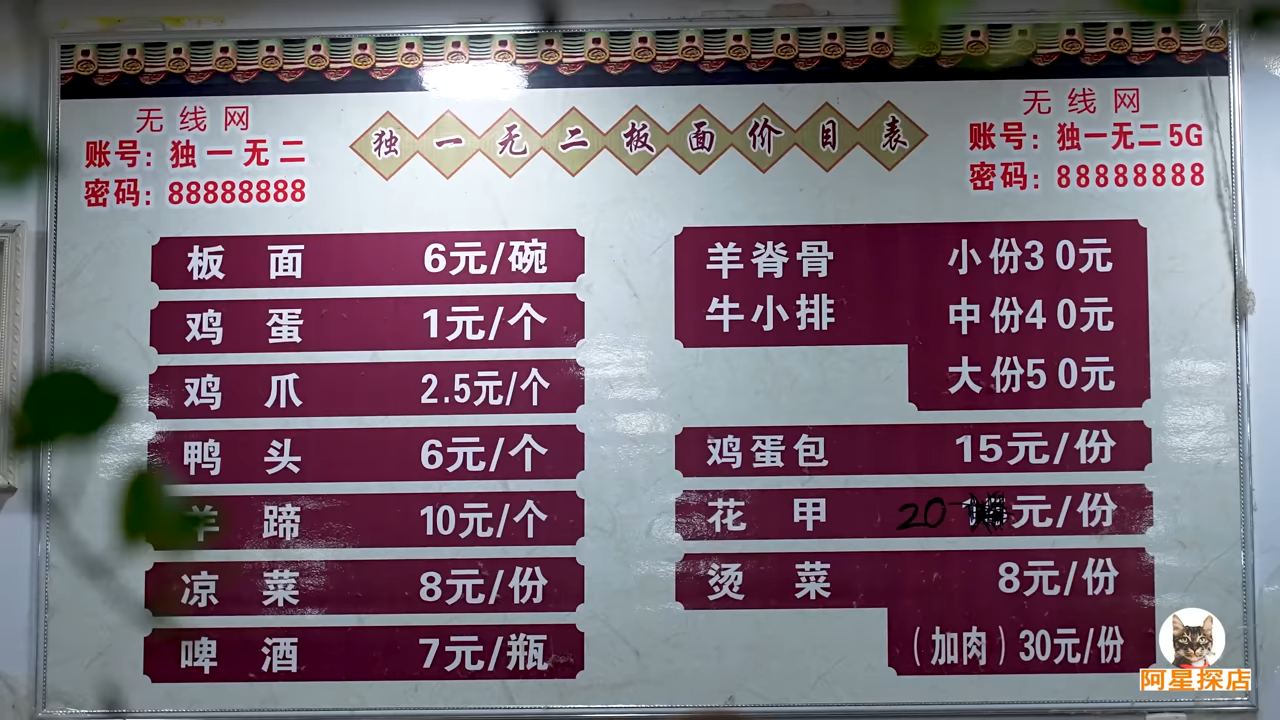 无线网
账号：独一无二
密码：88888888
独一无二板面价目表
无线网
账号：独一无二5G
密码：88888888
板面 6元/碗
鸡蛋 1元/个
鸡爪 2.5元/个
鸭头 6元/个
羊蹄 10元/个
凉菜 8元/份
啤酒 7元/瓶
羊脊骨 小份30元
牛小排 中份40元
大份50元
鸡蛋包 15元/份
花甲 20元/份
烫菜 8元/份
（加肉）30元/份
阿星探店